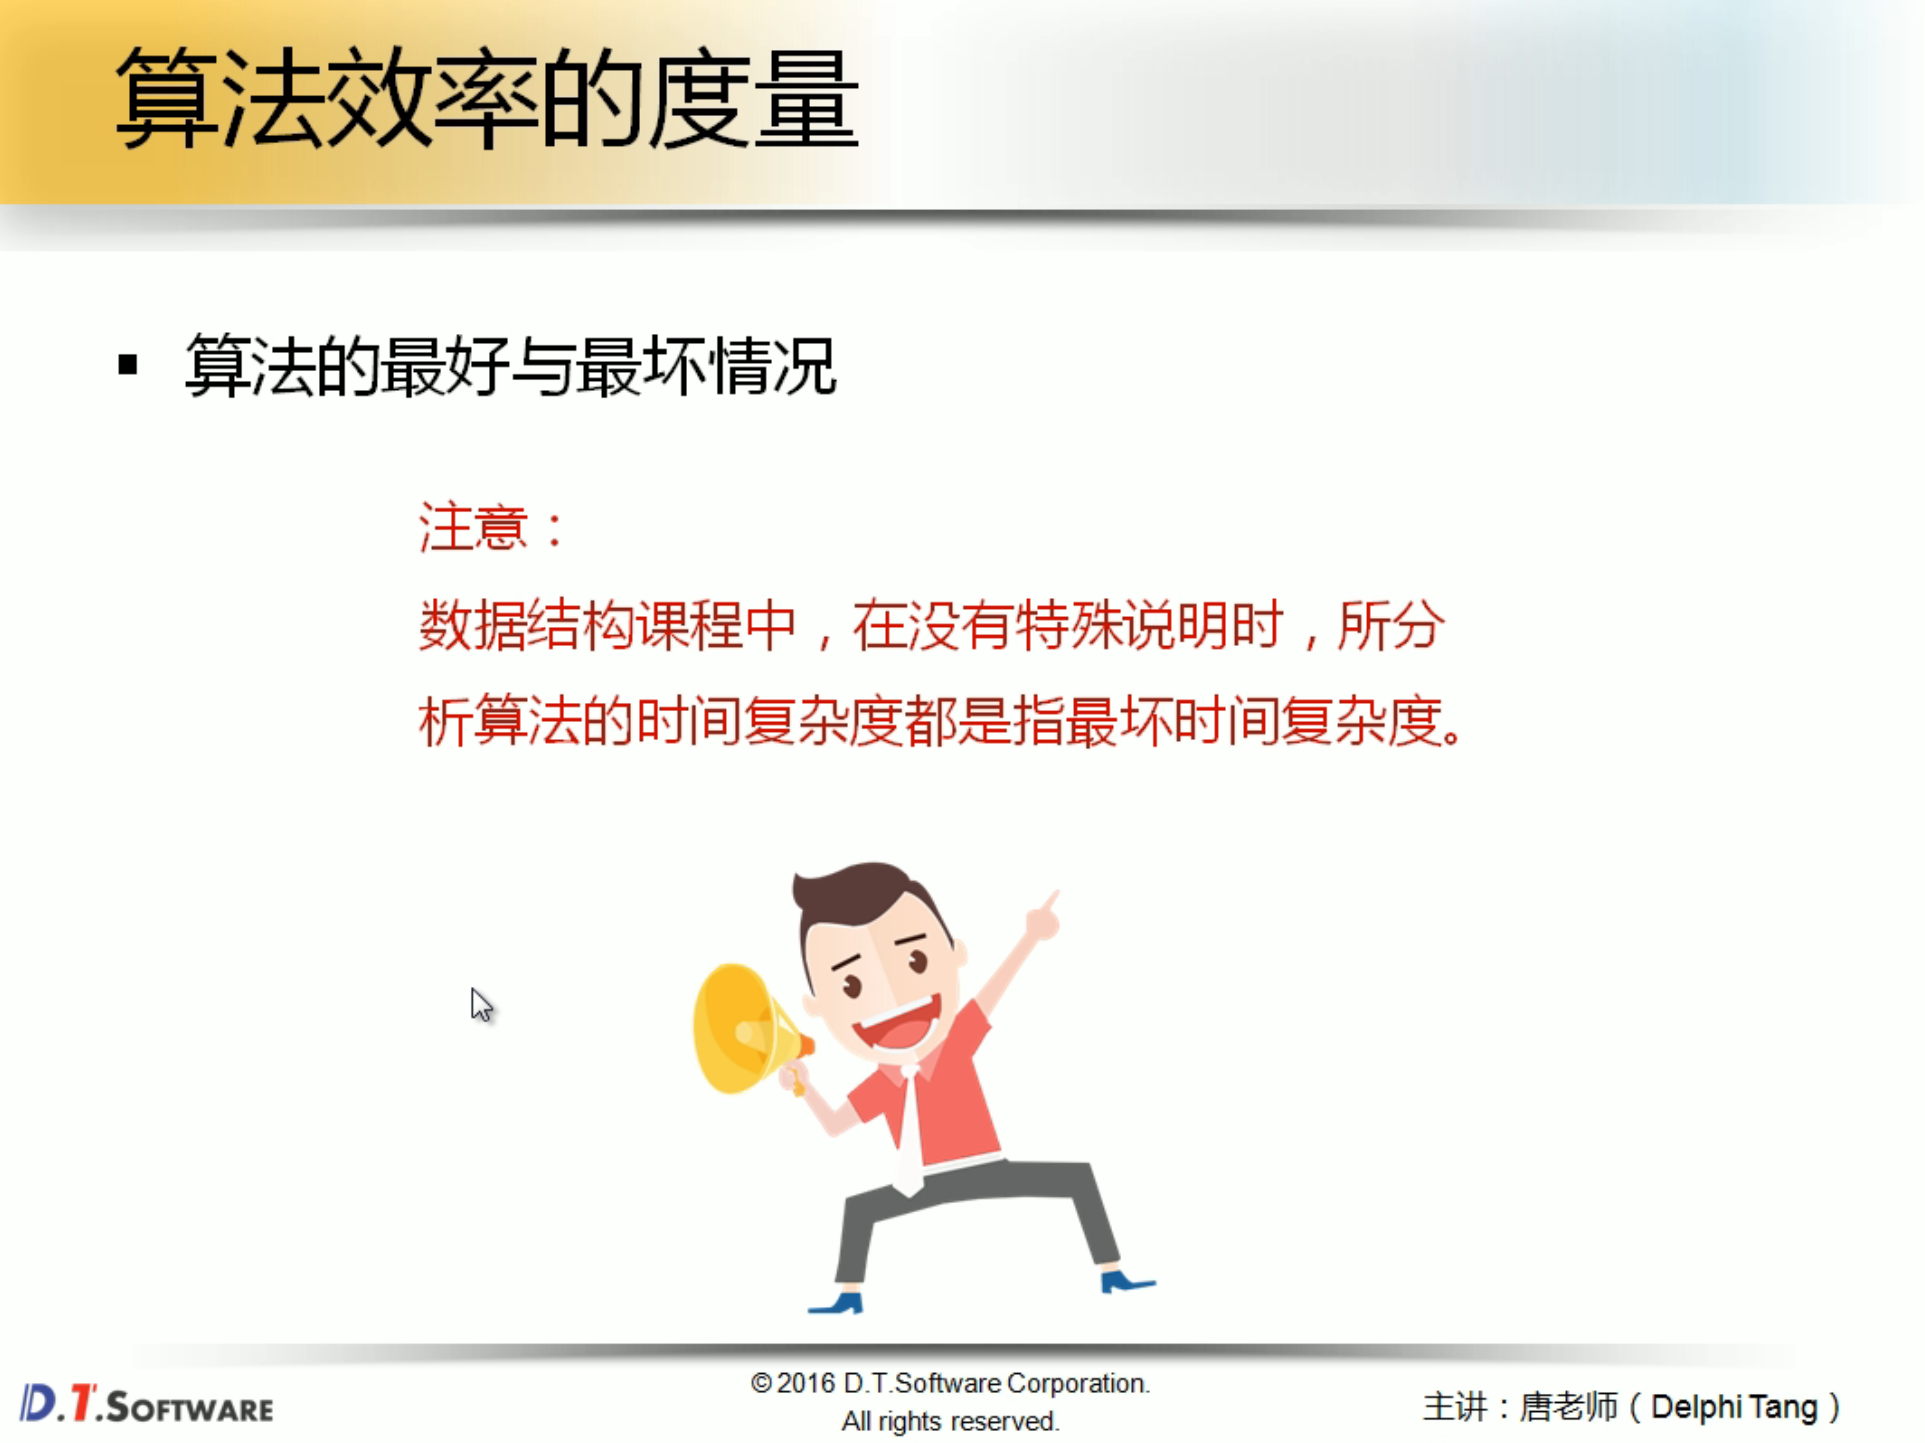 算法效率的度量
▪ 算法的最好与最坏情况
注意：
数据结构课程中，在没有特殊说明时，所分
析算法的时间复杂度都是指最坏时间复杂度。
D.T.SOFTWARE
© 2016 D.T.Software Corporation.
All rights reserved.
主讲：唐老师（Delphi Tang）